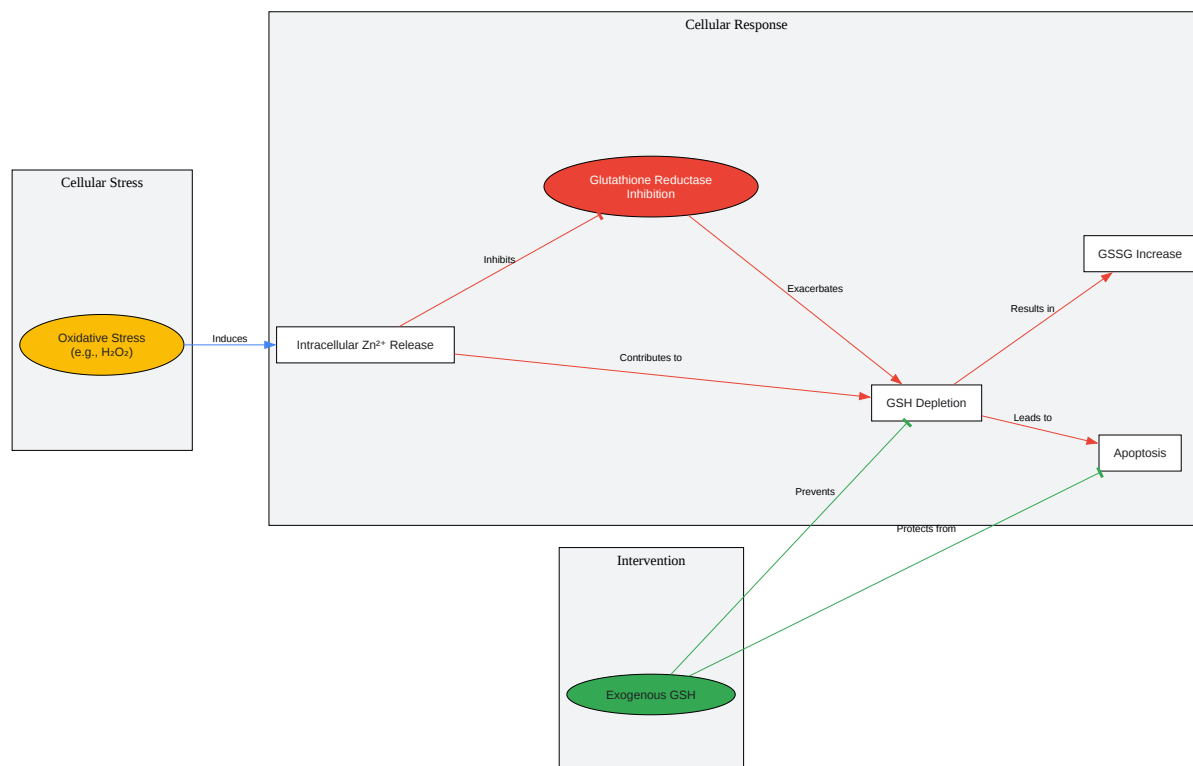 Cellular Response
Cellular Stress
Glutathione Reductase
Inhibition
GSSG Increase
Inhibits
Exacerbates
Results in
Oxidative Stress
(e.g., H₂O₂)
Induces
Intracellular Zn²⁺ Release
Contributes to
GSH Depletion
Leads to
Apoptosis
Prevents
Protects from
Intervention
Exogenous GSH